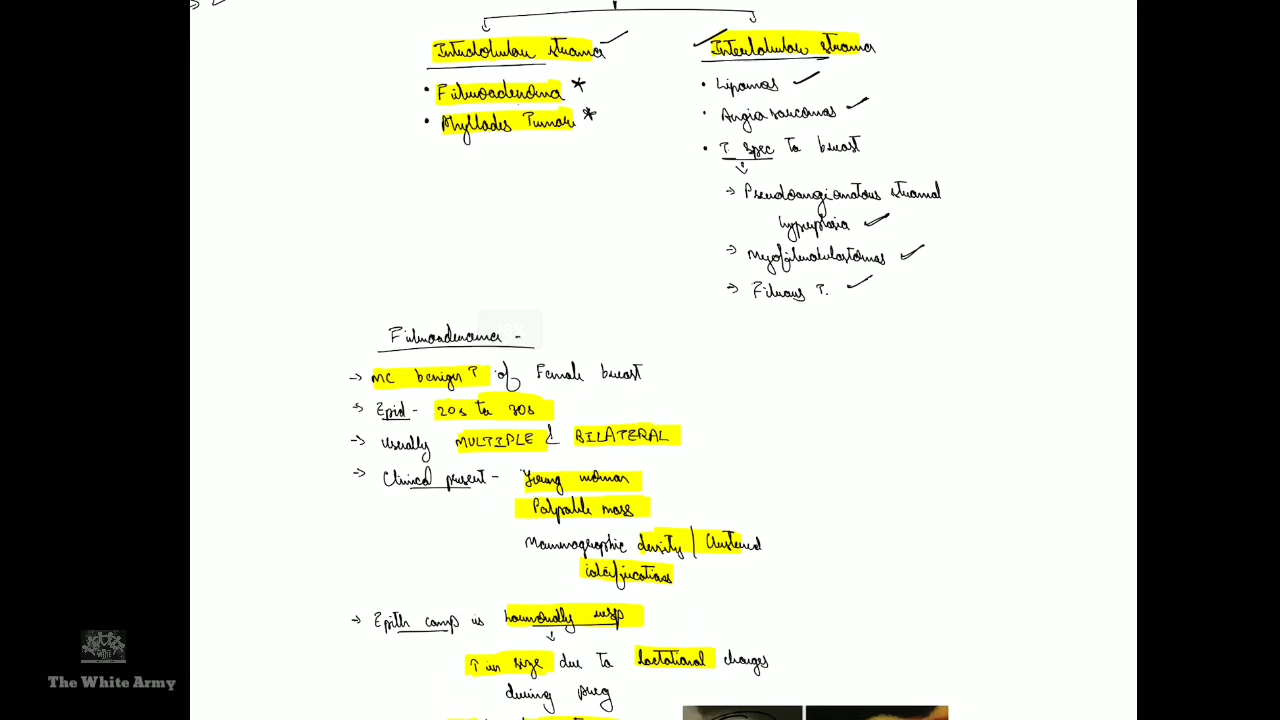 Intralobular stroma
Interlobular stroma
• Fibroadenoma *
• Phyllodes Tumor *
• Lipomas
• Angiosarcomas
• T. spec to breast
→ Pseudoangiomatous stromal
hyperplasia
→ Myofibroblastomas
→ Fibrous T.
Fibroadenoma -
→ MC benign T of Female breast
→ Epid - 20s to 30s
→ Usually MULTIPLE & BILATERAL
→ Clinical present - Young woman
Palpable mass
Mammographic density / Clustered
calcifications
→ Epith comp is hormonally resp
↑ in size due to lactational changes
during preg
The White Army